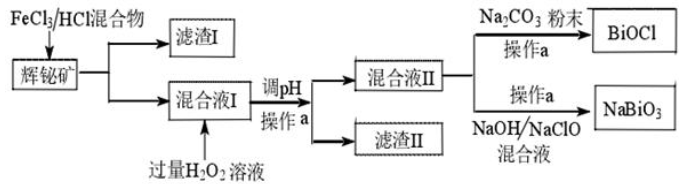 FeCl₃/HCl混合物
辉铋矿
滤渣I
混合液I
过量H₂O₂溶液
调pH
操作a
混合液II
滤渣II
Na₂CO₃ 粉末
操作a
BiOCl
操作a
NaOH/NaClO
混合液
NaBiO₃